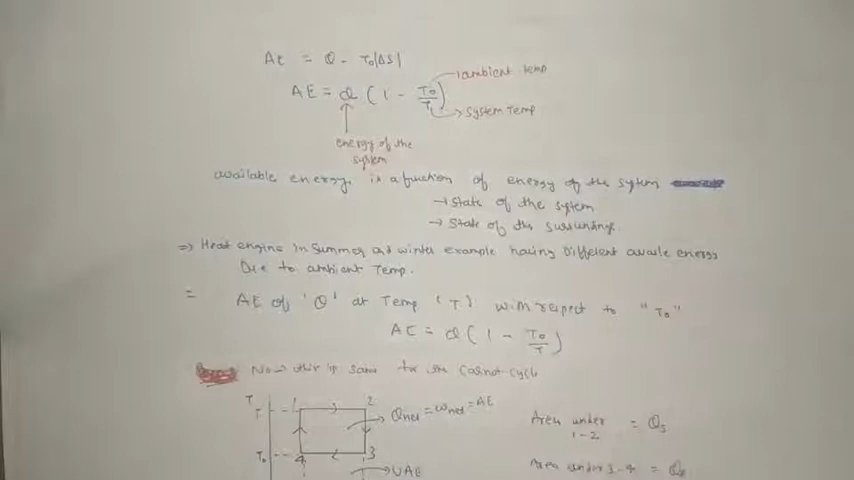 AE = Q - T₀|ΔS|
AE = Q ( 1 - T₀/T )
ambient temp
system temp
energy of the
system
available energy is a function of energy of the system
→ State of the system
→ State of the surroundings.
⇒ Heat engine in summer and winter example having different availe energy
Due to ambient temp.
= AE of 'Q' at Temp 'T' with respect to "T₀"
AE = Q ( 1 - T₀/T )
Now this is same for the Carnot cycle
T
T 1 2 Qnet = Wnet = AE
T₀ 4 3
UAE
Area under = Qs
1-2
Area under 3-4 = QR